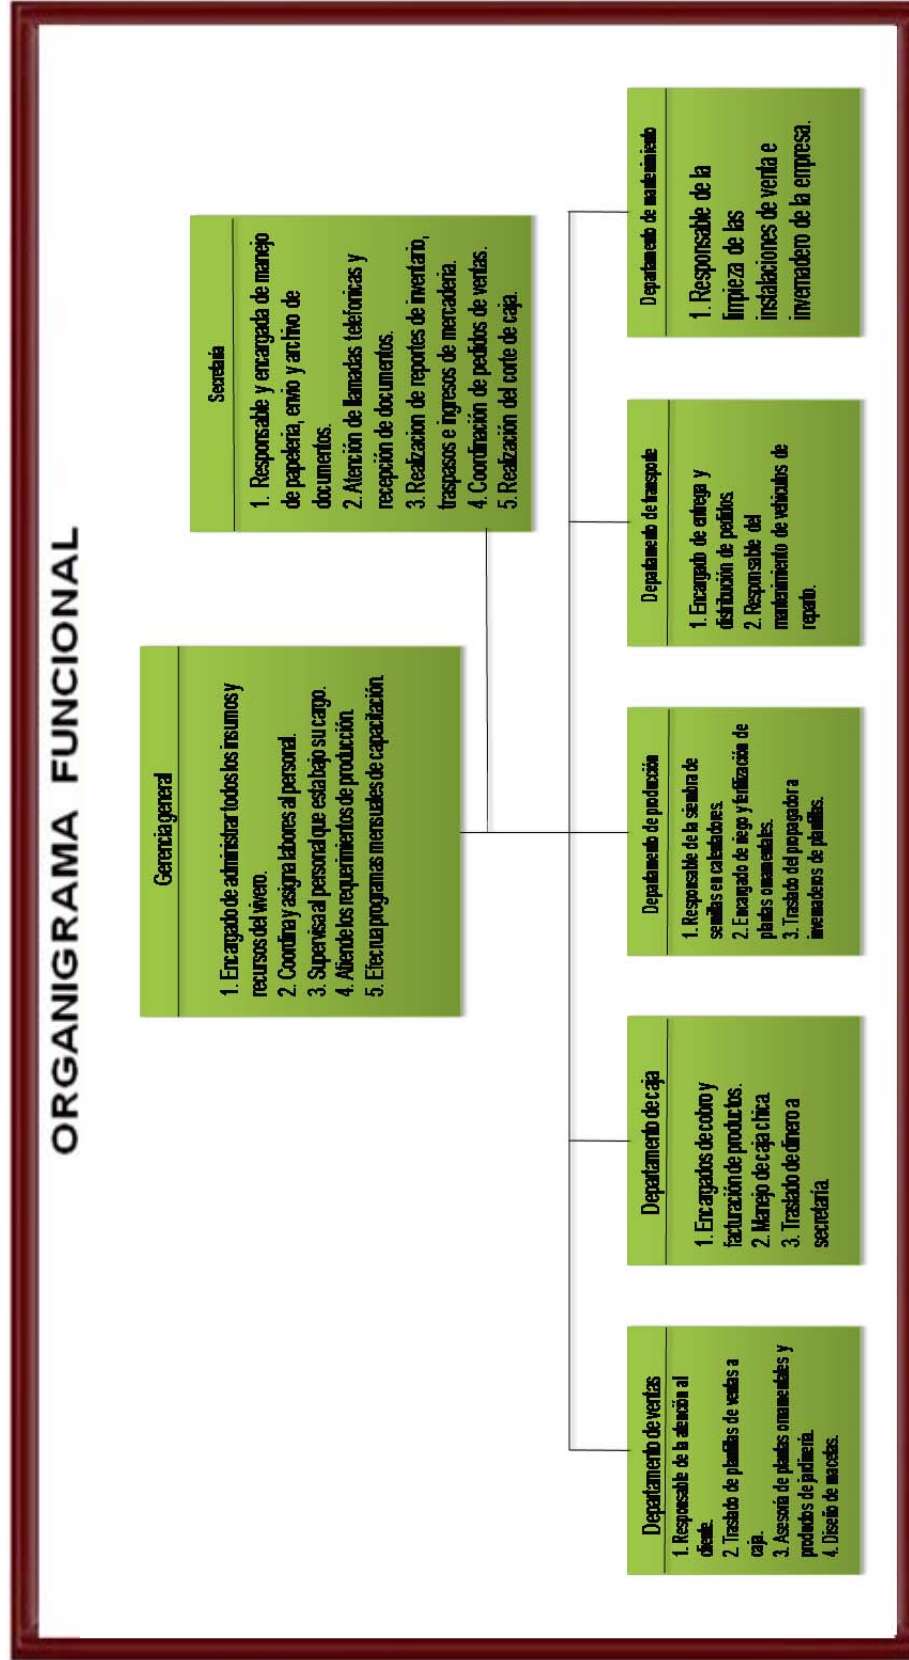 ORGANIGRAMA FUNCIONAL
Gerencia general
1. Encargado de administrar todos los insumos y
recursos del vivero.
2. Coordina y asigna labores al personal.
3. Supervisa al personal que esta bajo su cargo.
4. Atiende los requerimientos de producción.
5. Efectua programas mensuales de capacitación.
Secretaria
1. Responsable y encargada de manejo
de papeleria, envio y archivo de
documentos.
2. Atención de llamadas telefónicas y
recepción de documentos.
3. Realizacion de reportes de inventario,
traspasos e ingresos de mercaderia.
4. Coordinación de pedidos de ventas.
5. Realización del corte de caja.
Departamento de ventas
1. Responsable de la atención al
cliente.
2. Traslado de plantillas de ventas a
caja.
3. Asesoría de plantas ornamentales y
productos de jardinería.
4. Diseño de macetas.
Departamento de caja
1. Encargados de cobro y
facturación de productos.
2. Manejo de caja chica.
3. Traslado de dinero a
secretaría.
Departamento de producción
1. Responsable de la siembra de
semillas en calentadores.
2. Encargado de riego y fertilización de
plantas ornamentales.
3. Traslado del propagador a
invernaderos de plantillas.
Departamento de transporte
1. Encargado de entrega y
distribución de pedidos.
2. Responsable del
mantenimiento de vehículos de
reparto.
Departamento de mantenimiento
1. Responsable de la
limpieza de las
instalaciones de venta e
invernadero de la empresa.